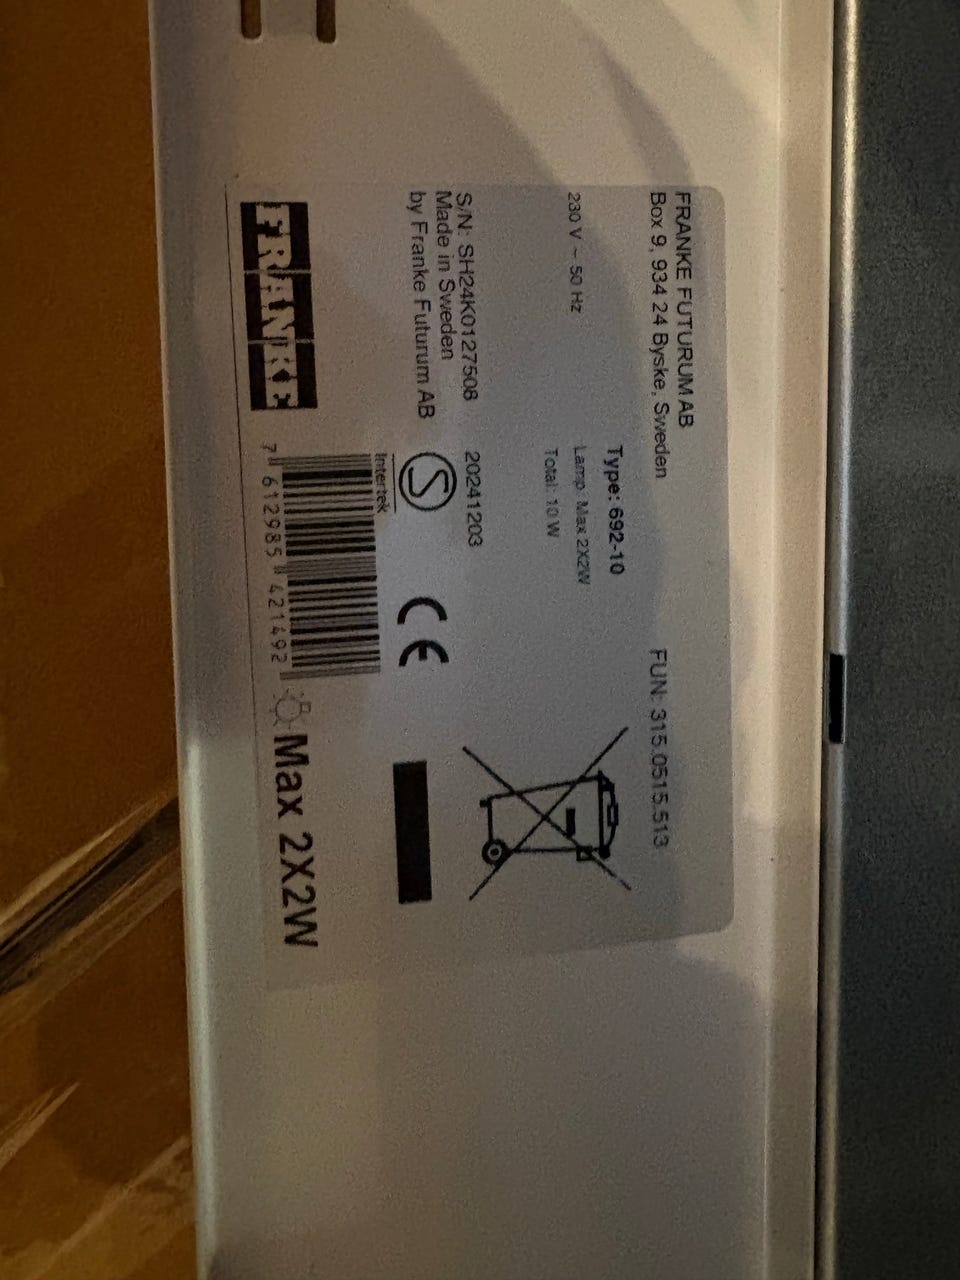 FRANKE FUTURUM AB
Box 9, 934 24 Byske, Sweden
FUN: 315.0515.513
Type: 692-10
230 V ~ 50 Hz
Lamp: Max 2X2W
Total: 10 W
S/N: SH24K0127508
20241203
Made in Sweden
by Franke Futurum AB
S
Intertek
CE
FRANKE
7 612985 421492
Max 2X2W